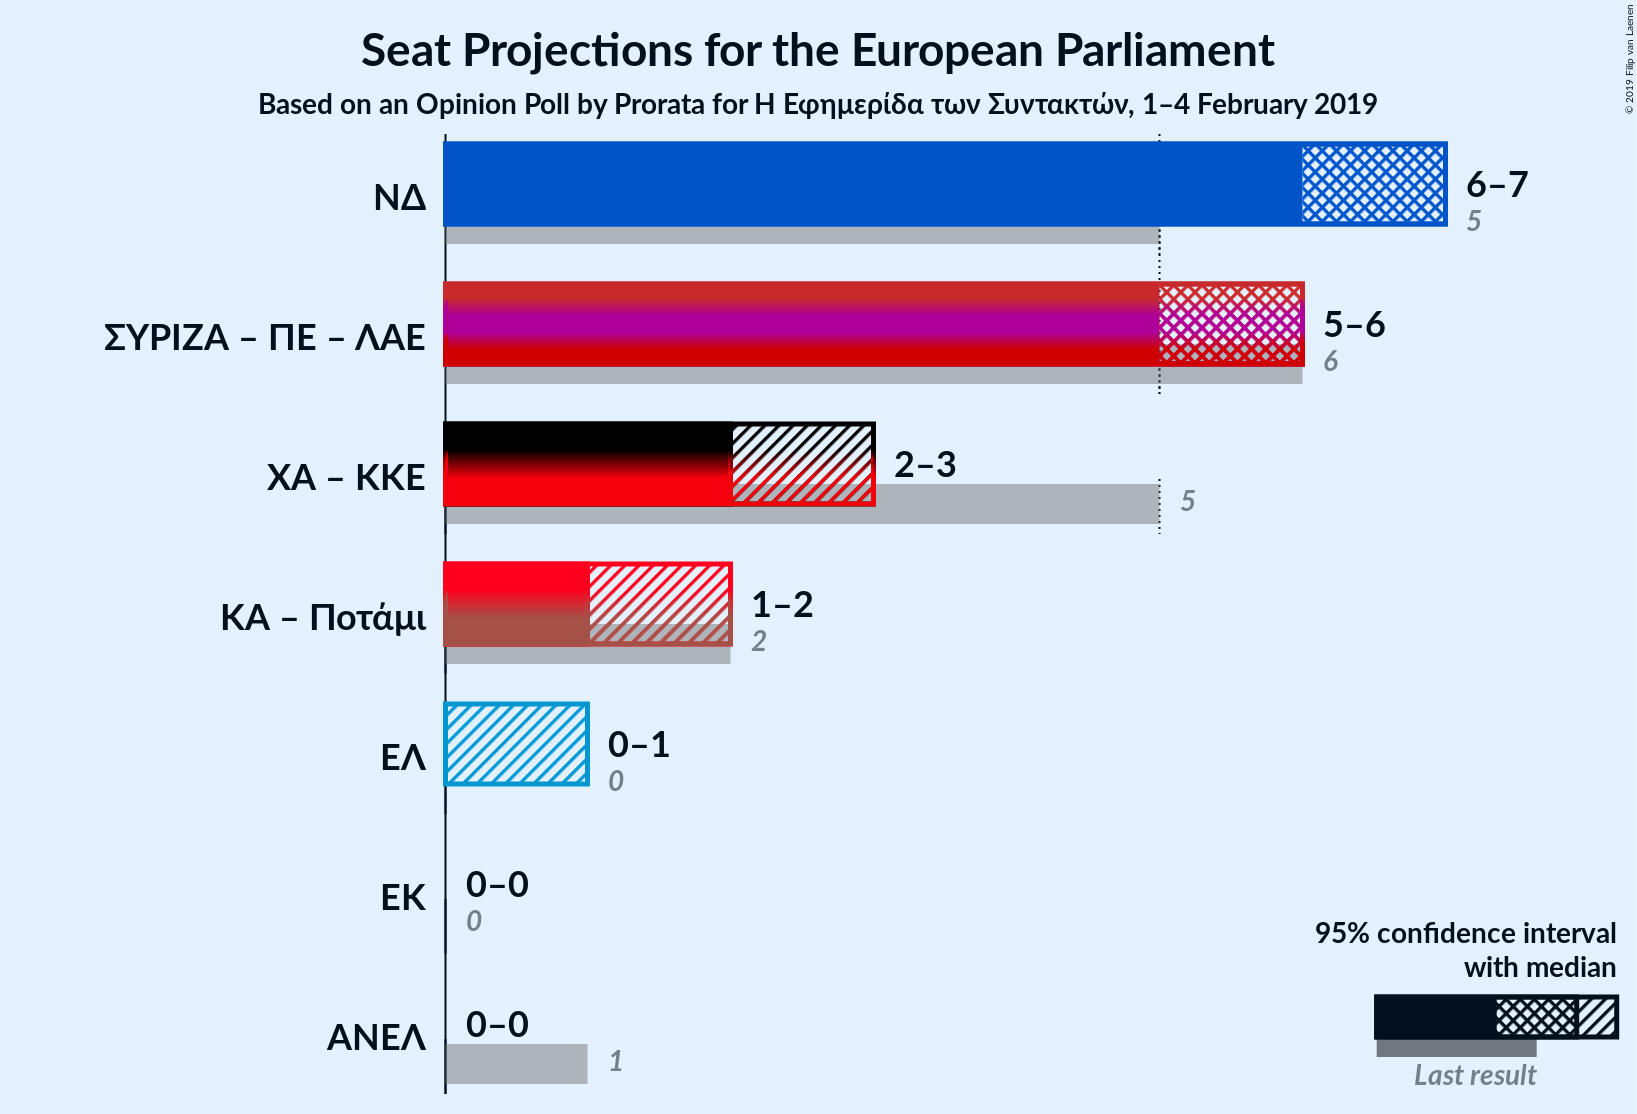 Seat Projections for the European Parliament
Based on an Opinion Poll by Prorata for Η Εφημερίδα των Συντακτών, 1–4 February 2019
© 2019 Filip van Laenen
ΝΔ
6–7
5
ΣΥΡΙΖΑ – ΠΕ – ΛΑΕ
5–6
6
ΧΑ – ΚΚΕ
2–3
5
ΚΑ – Ποτάμι
1–2
2
ΕΛ
0–1
0
ΕΚ
0–0
0
ΑΝΕΛ
0–0
1
95% confidence interval
with median
Last result